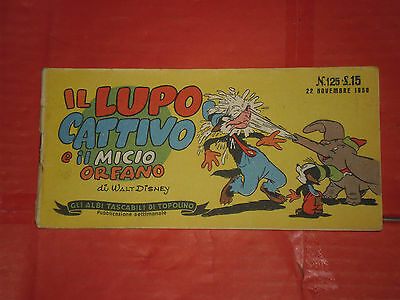 IL LUPO
CATTIVO
e il MICIO
ORFANO
di WALT DISNEY
GLI ALBI TASCABILI DI TOPOLINO
Pubblicazione settimanale
N. 125 - L. 15
22 NOVEMBRE 1950